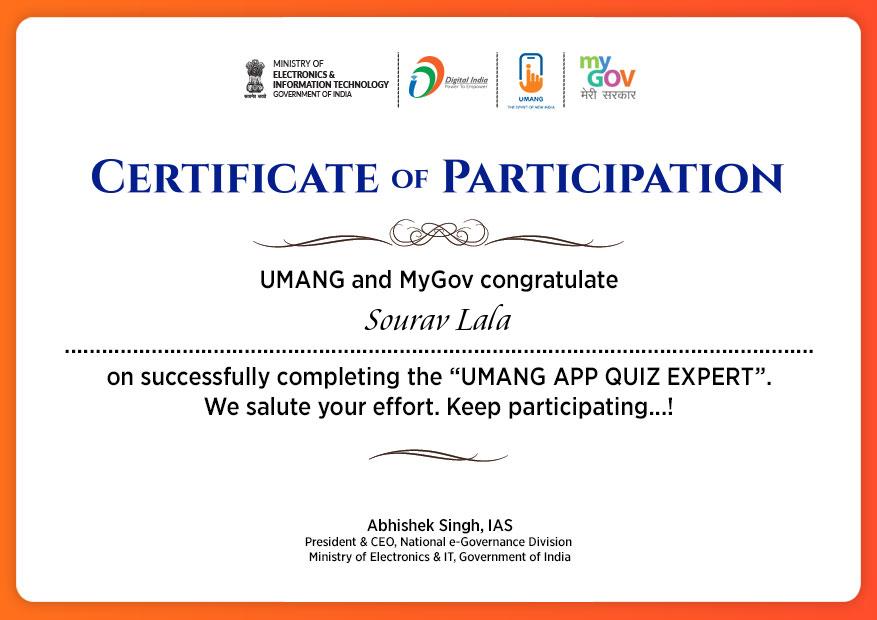 MINISTRY OF
ELECTRONICS &
INFORMATION TECHNOLOGY
GOVERNMENT OF INDIA
सत्यमेव जयते
Digital India
Power To Empower
UMANG
THE SPIRIT OF NEW INDIA
my
GOV
मेरी सरकार
CERTIFICATE OF PARTICIPATION
UMANG and MyGov congratulate
Sourav Lala
on successfully completing the “UMANG APP QUIZ EXPERT”.
We salute your effort. Keep participating...!
Abhishek Singh, IAS
President & CEO, National e-Governance Division
Ministry of Electronics & IT, Government of India